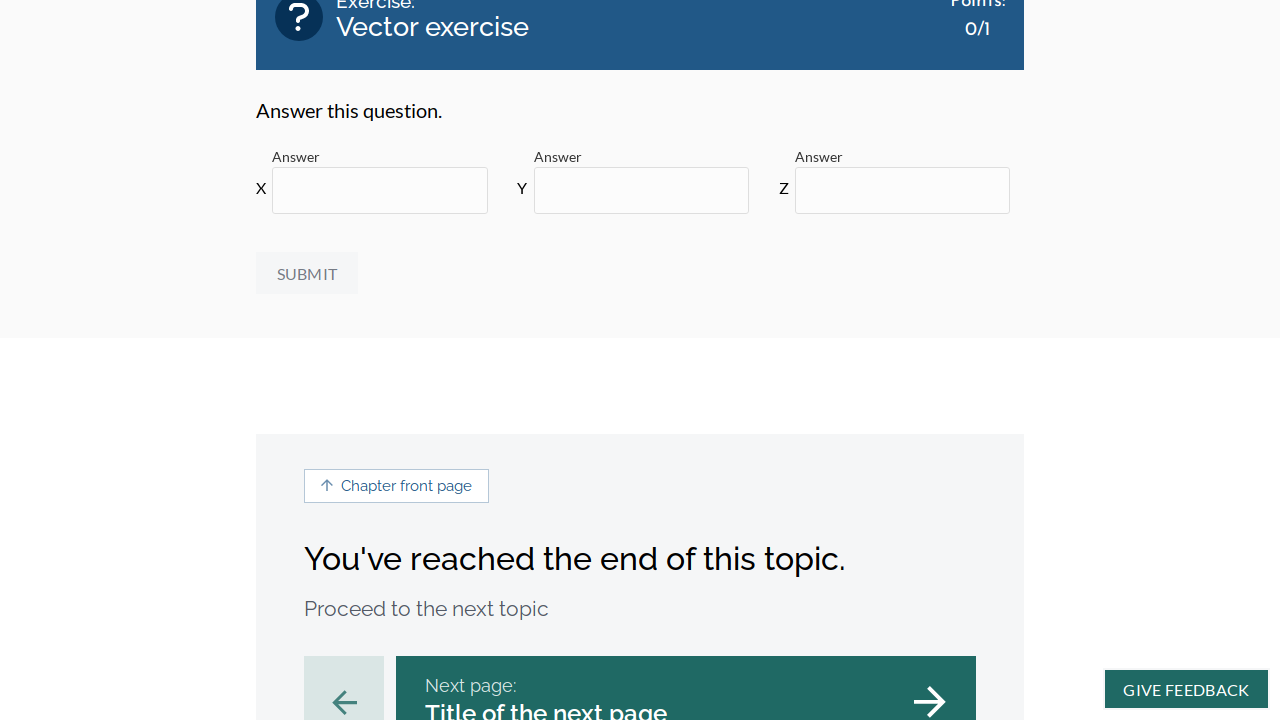 Exercise:
Vector exercise
Points:
0/1
Answer this question.
Answer
X
Answer
Y
Answer
Z
SUBMIT
Chapter front page
You've reached the end of this topic.
Proceed to the next topic
Next page:
Title of the next page
GIVE FEEDBACK